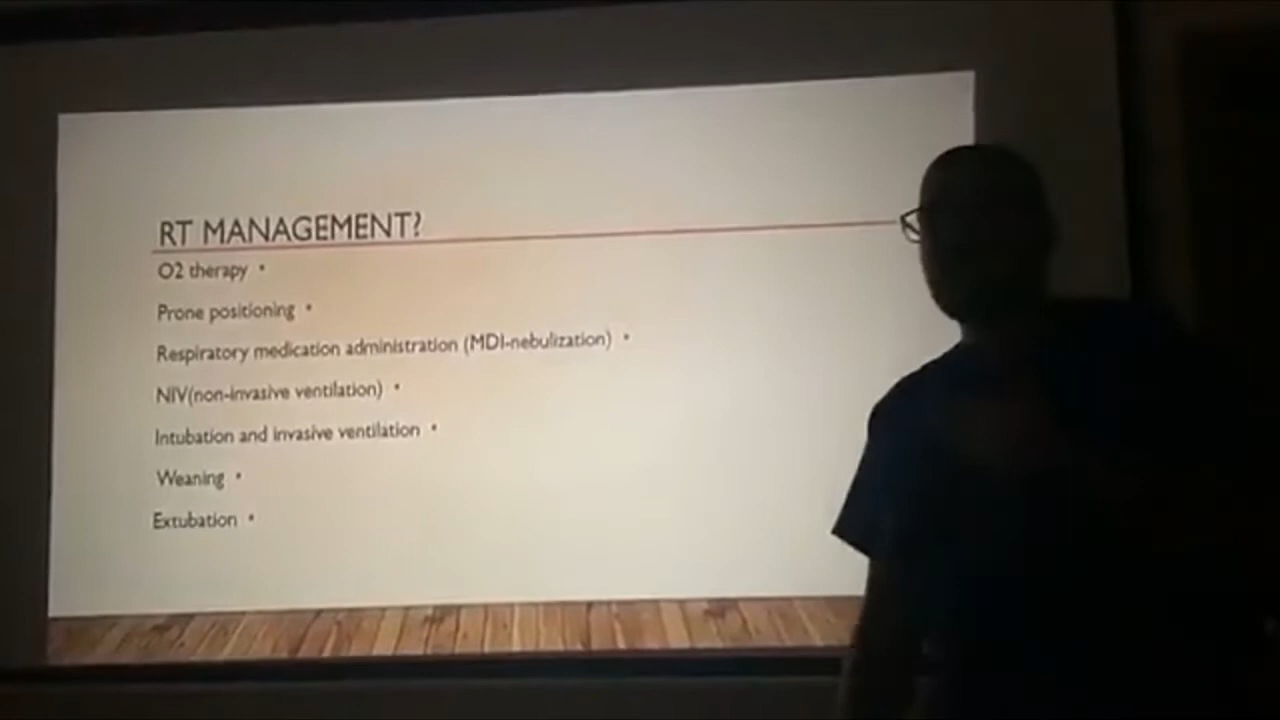 RT MANAGEMENT?
O2 therapy •
Prone positioning •
Respiratory medication administration (MDI-nebulization) •
NIV(non-invasive ventilation) •
Intubation and invasive ventilation •
Weaning •
Extubation •